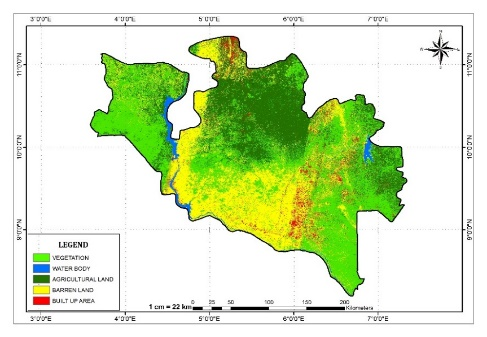 3°0'0"E 4°0'0"E 5°0'0"E 6°0'0"E 7°0'0"E
N
W E
S
11°0'0"N 11°0'0"N
10°0'0"N 10°0'0"N
9°0'0"N 9°0'0"N
LEGEND
VEGETATION
WATER BODY
AGRICULTURAL LAND
BARREN LAND
BUILT UP AREA
1 cm = 22 km
0 25 50 100 150 200
Kilometers
3°0'0"E 4°0'0"E 5°0'0"E 6°0'0"E 7°0'0"E